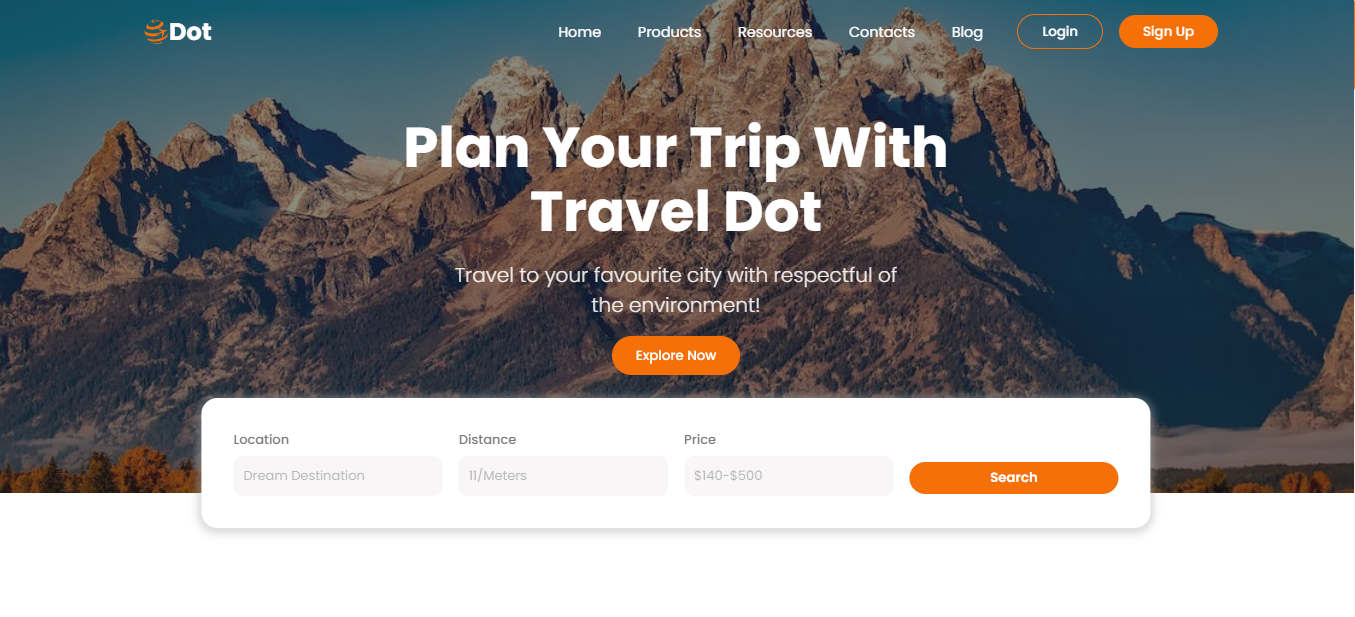 Dot
Home Products Resources Contacts Blog Login Sign Up
Plan Your Trip With
Travel Dot
Travel to your favourite city with respectful of
the environment!
Explore Now
Location Distance Price
Dream Destination 11/Meters $140-$500 Search